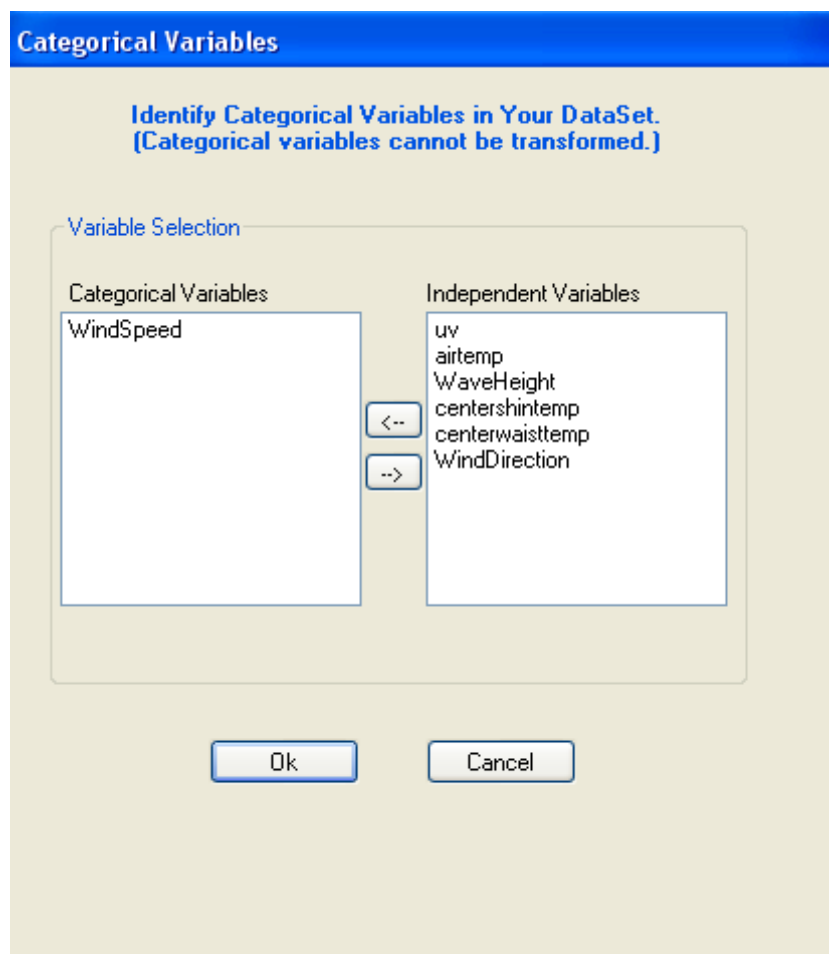 Categorical Variables
Identify Categorical Variables in Your DataSet.
(Categorical variables cannot be transformed.)
Variable Selection
Categorical Variables
WindSpeed
Independent Variables
uv
airtemp
WaveHeight
centershintemp
centerwaisttemp
WindDirection
<--
-->
Ok
Cancel